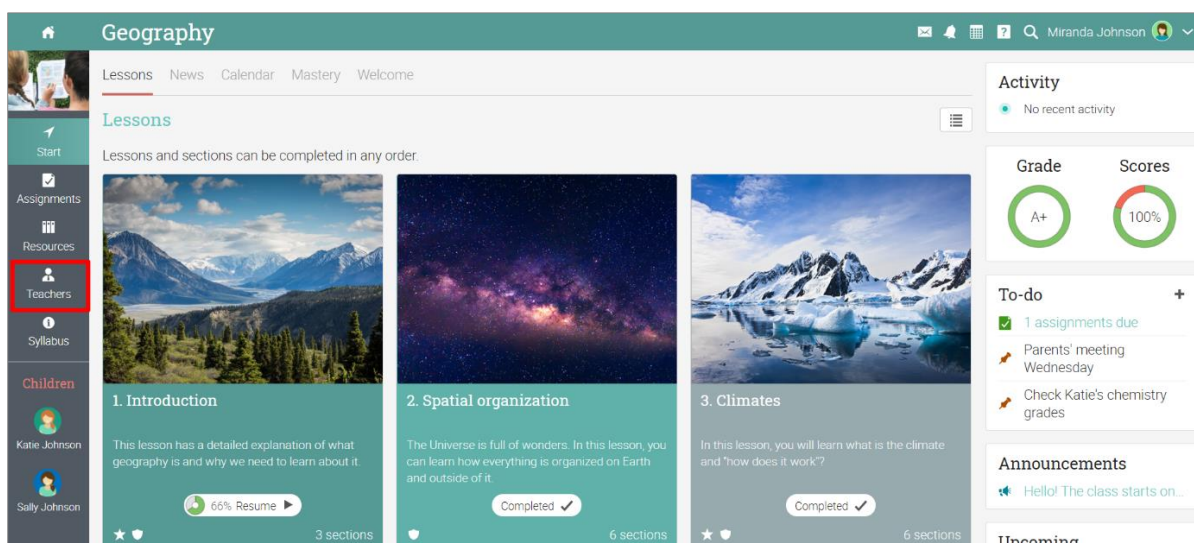 Geography
? Miranda Johnson
Start
Assignments
Resources
Teachers
Syllabus
Children
Katie Johnson
Sally Johnson
Lessons News Calendar Mastery Welcome
Lessons
Lessons and sections can be completed in any order.
1. Introduction
This lesson has a detailed explanation of what
geography is and why we need to learn about it.
66% Resume
3 sections
2. Spatial organization
The Universe is full of wonders. In this lesson, you
can learn how everything is organized on Earth
and outside of it.
Completed
6 sections
3. Climates
In this lesson, you will learn what is the climate
and "how does it work"?
Completed
6 sections
Activity
No recent activity
Grade Scores
A+ 100%
To-do +
1 assignments due
Parents' meeting
Wednesday
Check Katie's chemistry
grades
Announcements
Hello! The class starts on...
Upcoming